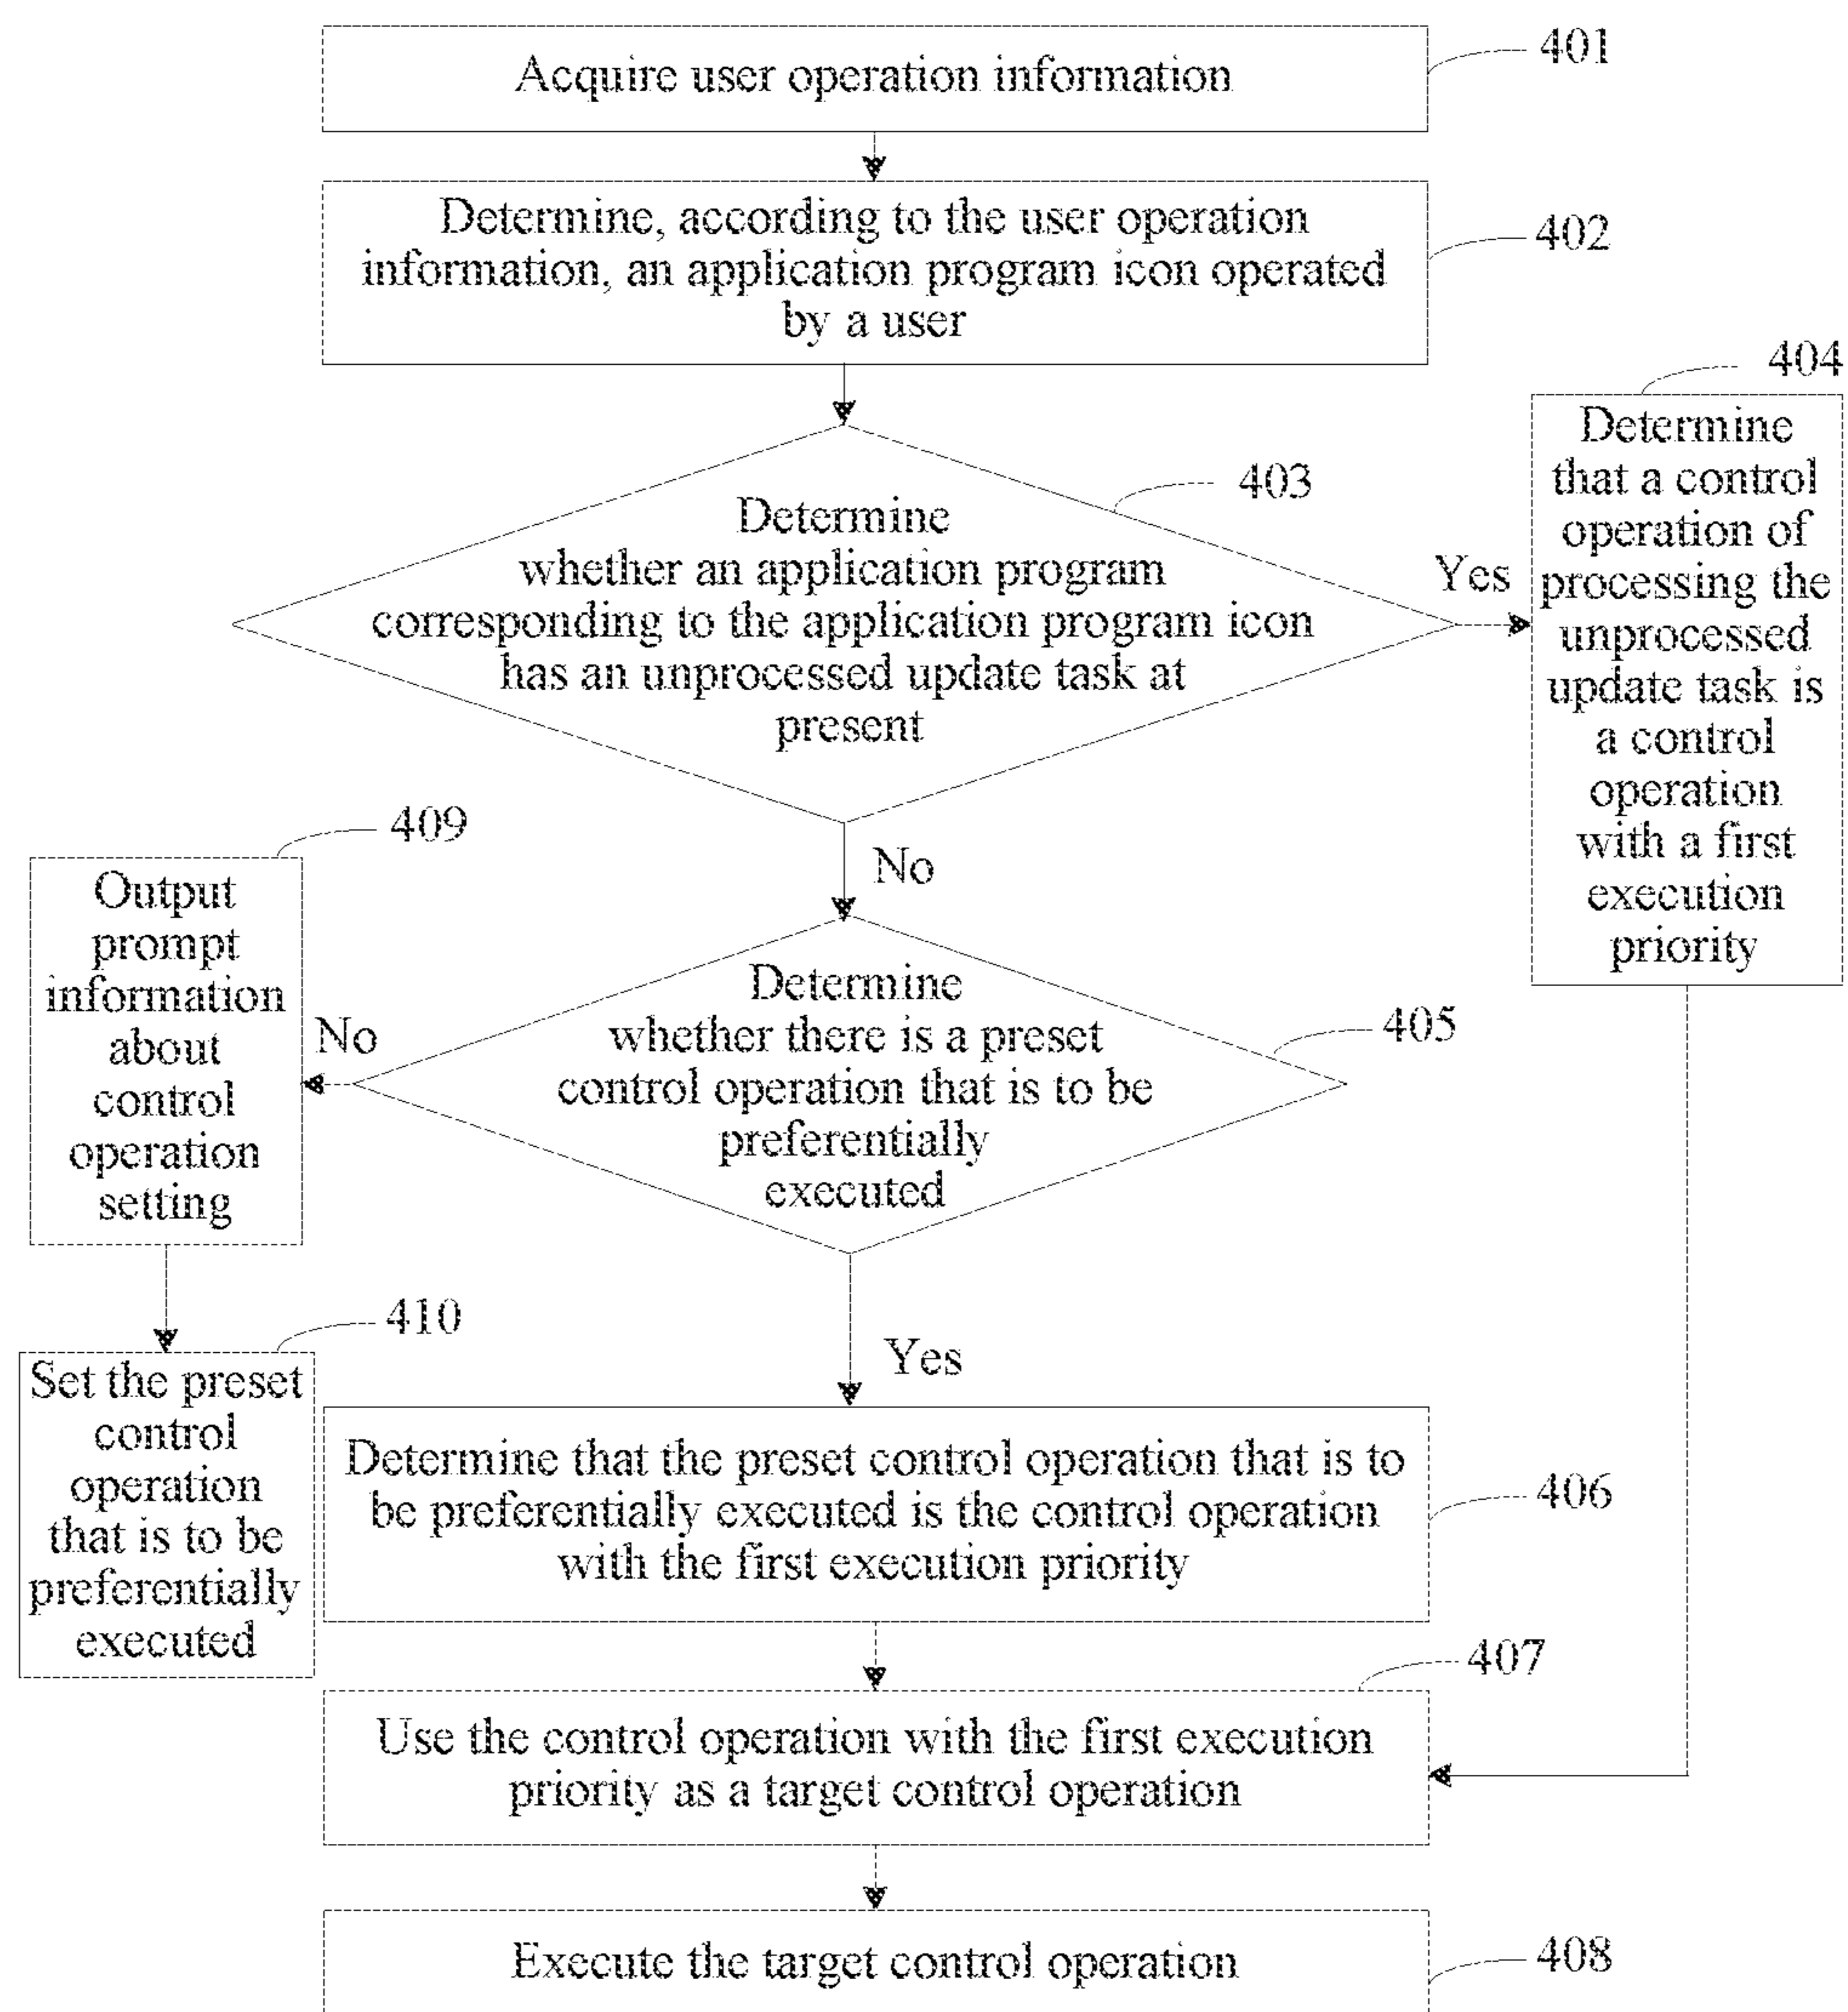 Acquire user operation information
401
Determine, according to the user operation
information, an application program icon operated
by a user
402
Determine
whether an application program
corresponding to the application program icon
has an unprocessed update task at
present
403
Yes
404
Determine
that a control
operation of
processing the
unprocessed
update task is
a control
operation
with a first
execution
priority
No
Determine
whether there is a preset
control operation that is to be
preferentially
executed
405
No
409
Output
prompt
information
about
control
operation
setting
410
Set the preset
control
operation
that is to be
preferentially
executed
Yes
Determine that the preset control operation that is to
be preferentially executed is the control operation
with the first execution priority
406
407
Use the control operation with the first execution
priority as a target control operation
Execute the target control operation
408